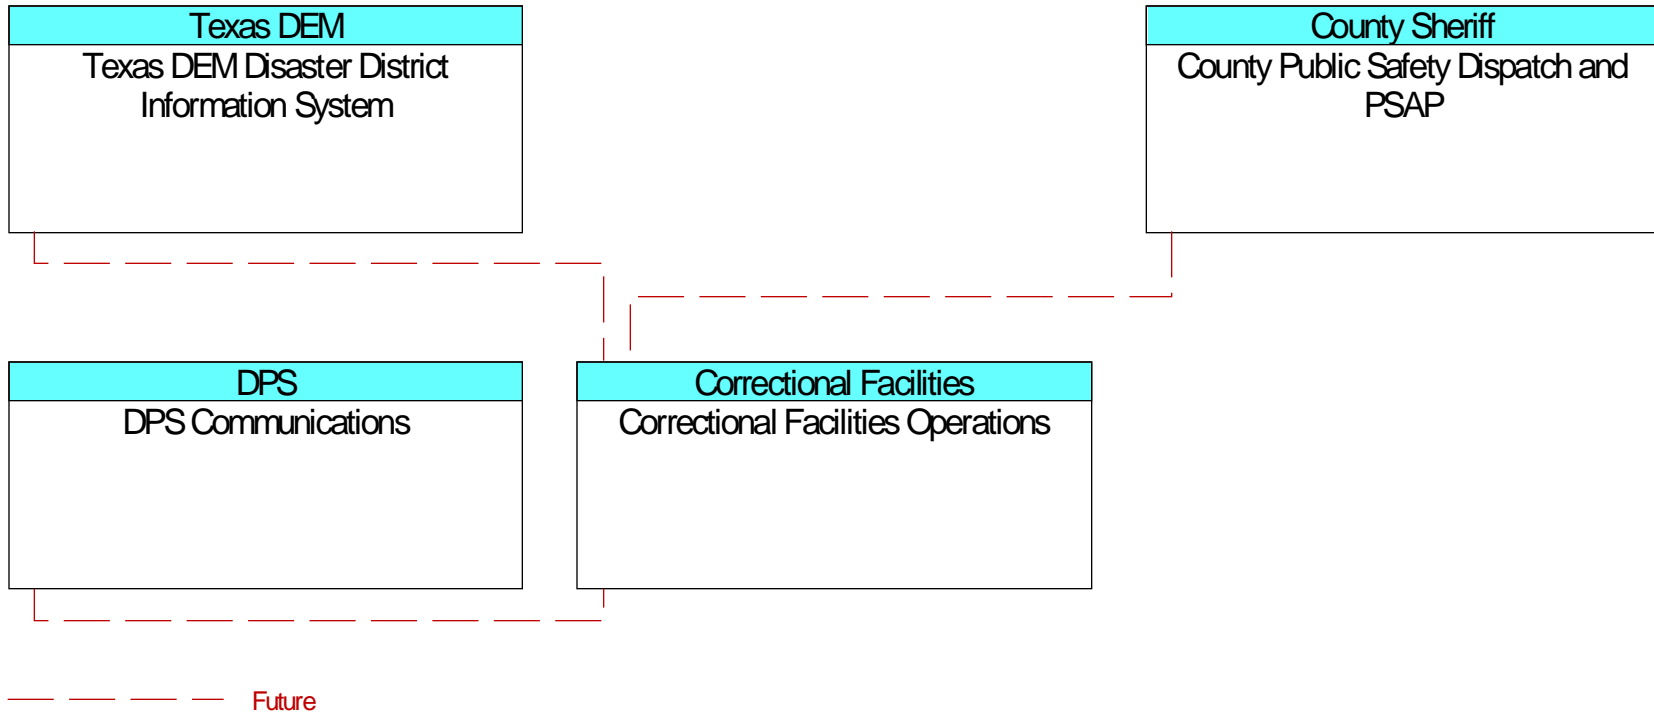 Texas DEM
Texas DEM Disaster District
Information System
County Sheriff
County Public Safety Dispatch and
PSAP
DPS
DPS Communications
Correctional Facilities
Correctional Facilities Operations
Future